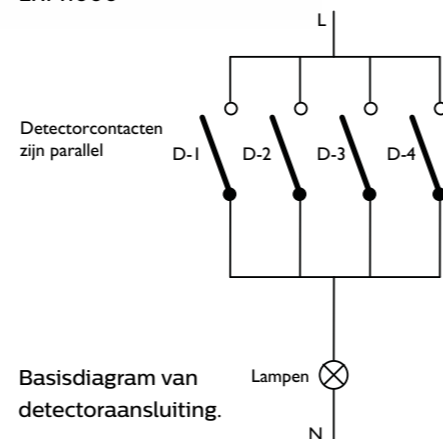 L
Detectorcontacten
zijn parallel
D-1 D-2 D-3 D-4
Basisdiagram van
detectoraansluiting.
Lampen
N